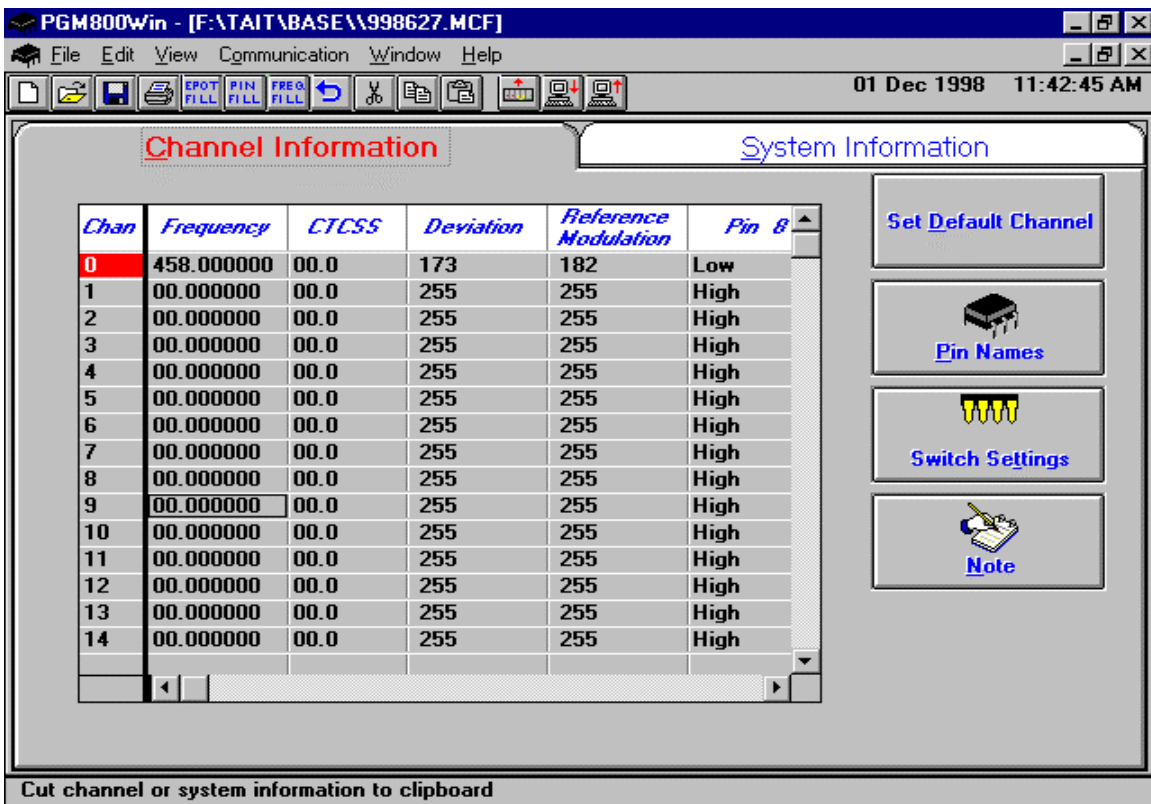 PGM800Win - [F:\TAIT\BASE\\998627.MCF]
File Edit View Communication Window Help
EPOT FILL PIN FILL FREQ. FILL 01 Dec 1998 11:42:45 AM
Channel Information System Information
Chan Frequency CTCSS Deviation Reference Modulation Pin 8
0 458.000000 00.0 173 182 Low
1 00.000000 00.0 255 255 High
2 00.000000 00.0 255 255 High
3 00.000000 00.0 255 255 High
4 00.000000 00.0 255 255 High
5 00.000000 00.0 255 255 High
6 00.000000 00.0 255 255 High
7 00.000000 00.0 255 255 High
8 00.000000 00.0 255 255 High
9 00.000000 00.0 255 255 High
10 00.000000 00.0 255 255 High
11 00.000000 00.0 255 255 High
12 00.000000 00.0 255 255 High
13 00.000000 00.0 255 255 High
14 00.000000 00.0 255 255 High
Set Default Channel
Pin Names
Switch Settings
Note
Cut channel or system information to clipboard